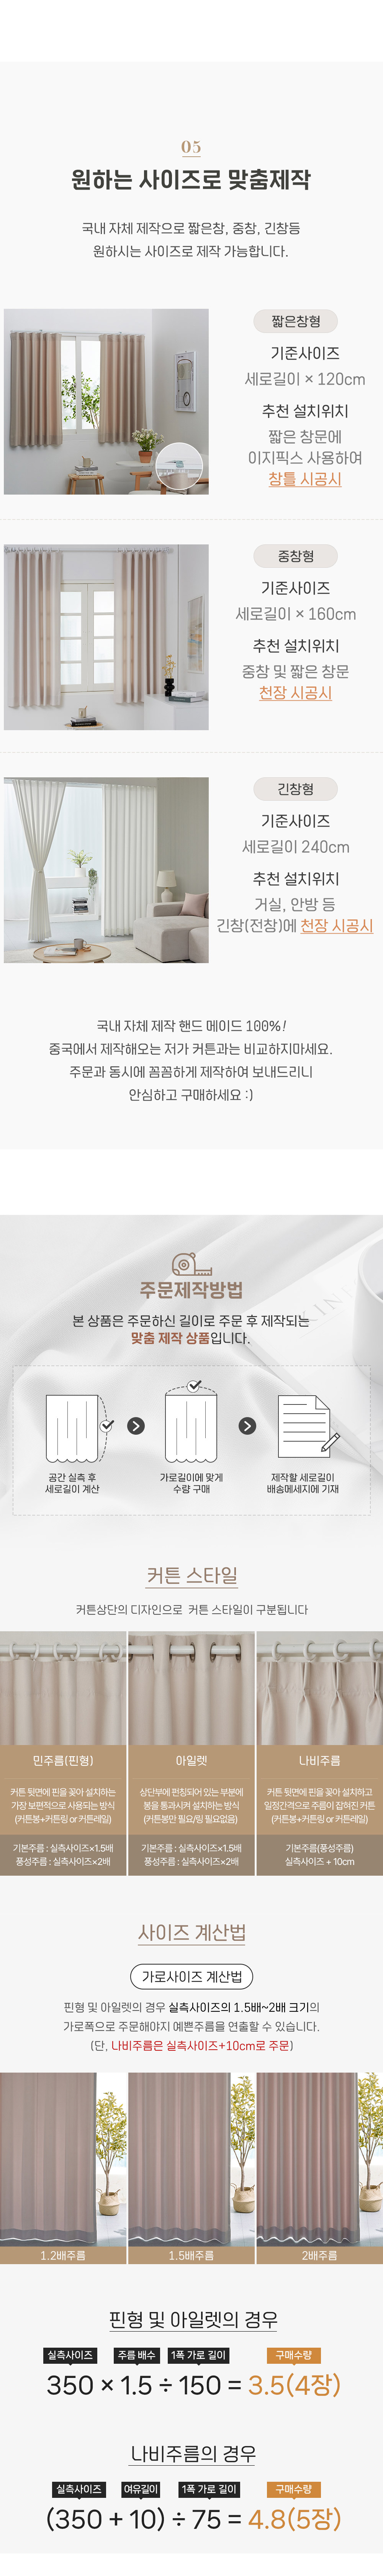 05
원하는 사이즈로 맞춤제작
국내 자체 제작으로 짧은창, 중창, 긴창등
원하시는 사이즈로 제작 가능합니다.
짧은창형
기준사이즈
세로길이 × 120cm
추천 설치위치
짧은 창문에
이지픽스 사용하여
창틀 시공시
중창형
기준사이즈
세로길이 × 160cm
추천 설치위치
중창 및 짧은 창문
천장 시공시
긴창형
기준사이즈
세로길이 240cm
추천 설치위치
거실, 안방 등
긴창(전창)에 천장 시공시
국내 자체 제작 핸드 메이드 100%!
중국에서 제작해오는 저가 커튼과는 비교하지마세요.
주문과 동시에 꼼꼼하게 제작하여 보내드리니
안심하고 구매하세요 :)
주문제작방법
본 상품은 주문하신 길이로 주문 후 제작되는
맞춤 제작 상품입니다.
공간 실측 후
세로길이 계산
가로길이에 맞게
수량 구매
제작할 세로길이
배송메세지에 기재
커튼 스타일
커튼상단의 디자인으로 커튼 스타일이 구분됩니다
민주름(핀형)
커튼 뒷면에 핀을 꽂아 설치하는
가장 보편적으로 사용되는 방식
(커튼봉+커튼링 or 커튼레일)
기본주름 : 실측사이즈×1.5배
풍성주름 : 실측사이즈×2배
아일렛
상단부에 펀칭되어 있는 부분에
봉을 통과시켜 설치하는 방식
(커튼봉만 필요/링 필요없음)
기본주름 : 실측사이즈×1.5배
풍성주름 : 실측사이즈×2배
나비주름
커튼 뒷면에 핀을 꽂아 설치하고
일정간격으로 주름이 잡혀진 커튼
(커튼봉+커튼링 or 커튼레일)
기본주름(풍성주름)
실측사이즈 + 10cm
사이즈 계산법
가로사이즈 계산법
핀형 및 아일렛의 경우 실측사이즈의 1.5배~2배 크기의
가로폭으로 주문해야지 예쁜주름을 연출할 수 있습니다.
(단, 나비주름은 실측사이즈+10cm로 주문)
1.2배주름
1.5배주름
2배주름
핀형 및 아일렛의 경우
실측사이즈 주름 배수 1폭 가로 길이 구매수량
350 × 1.5 ÷ 150 = 3.5(4장)
나비주름의 경우
실측사이즈 여유길이 1폭 가로 길이 구매수량
(350 + 10) ÷ 75 = 4.8(5장)